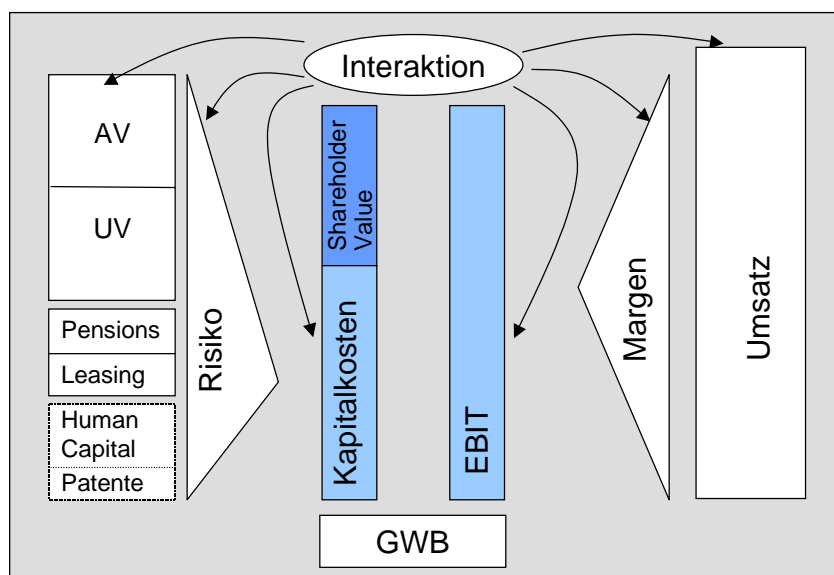 Interaktion
AV
UV
Pensions
Leasing
Human
Capital
Patente
Risiko
Shareholder
Value
Kapitalkosten
EBIT
Margen
Umsatz
GWB